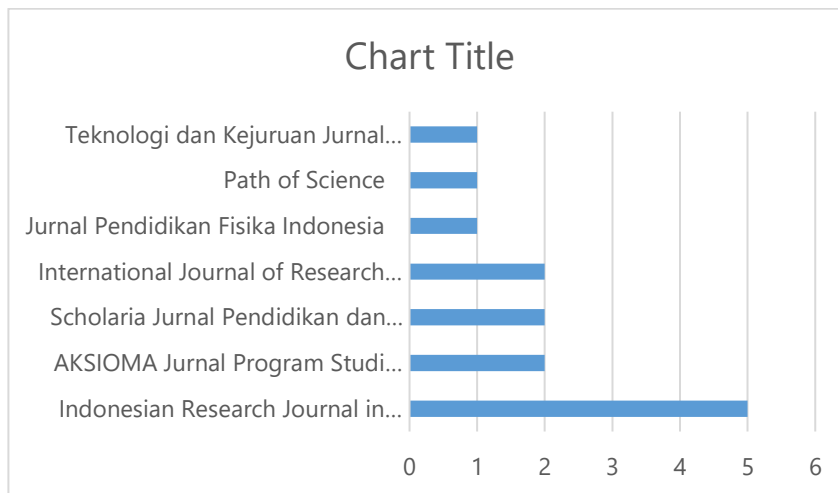 Chart Title
Teknologi dan Kejuruan Jurnal...
Path of Science
Jurnal Pendidikan Fisika Indonesia
International Journal of Research...
Scholaria Jurnal Pendidikan dan...
AKSIOMA Jurnal Program Studi...
Indonesian Research Journal in...
0 1 2 3 4 5 6